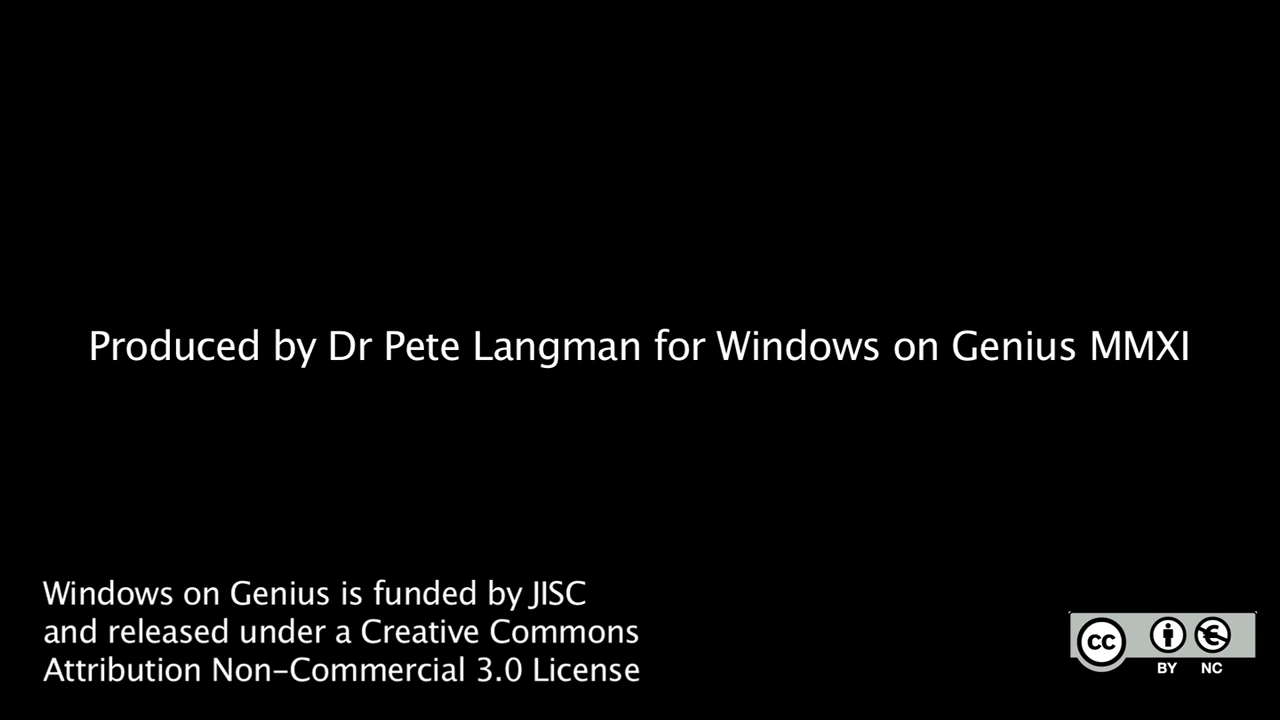 Produced by Dr Pete Langman for Windows on Genius MMXI
Windows on Genius is funded by JISC
and released under a Creative Commons
Attribution Non-Commercial 3.0 License
cc
BY NC